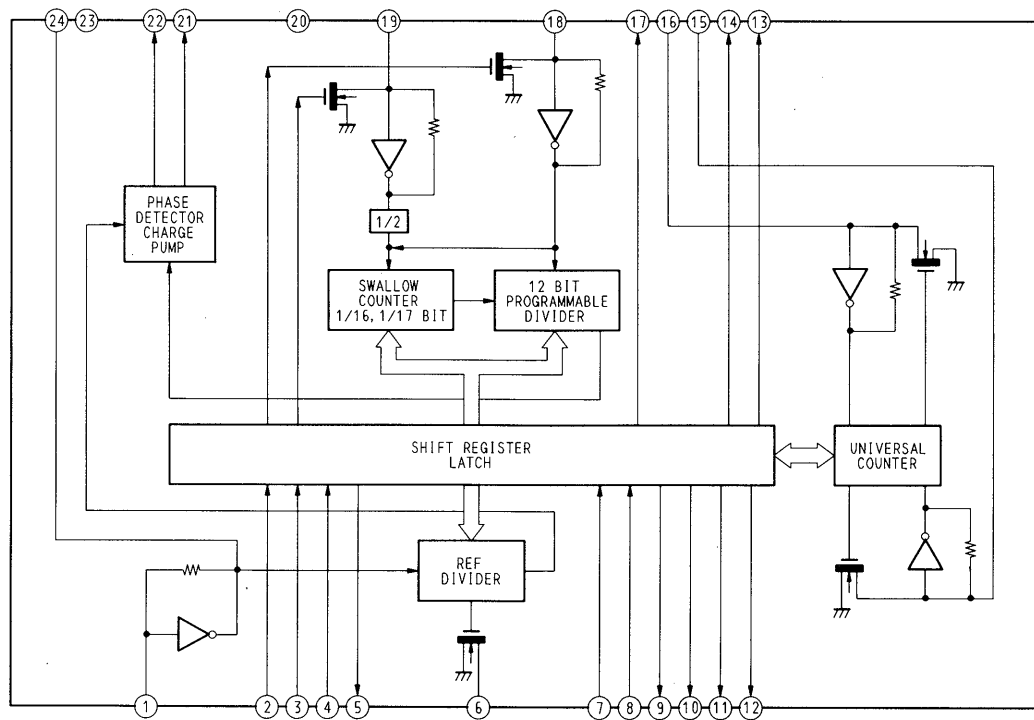 24 23 22 21 20 19 18 17 16 15 14 13
PHASE
DETECTOR
CHARGE
PUMP
1/2
SWALLOW
COUNTER
1/16, 1/17 BIT
12 BIT
PROGRAMMABLE
DIVIDER
SHIFT REGISTER
LATCH
UNIVERSAL
COUNTER
REF
DIVIDER
1 2 3 4 5 6 7 8 9 10 11 12